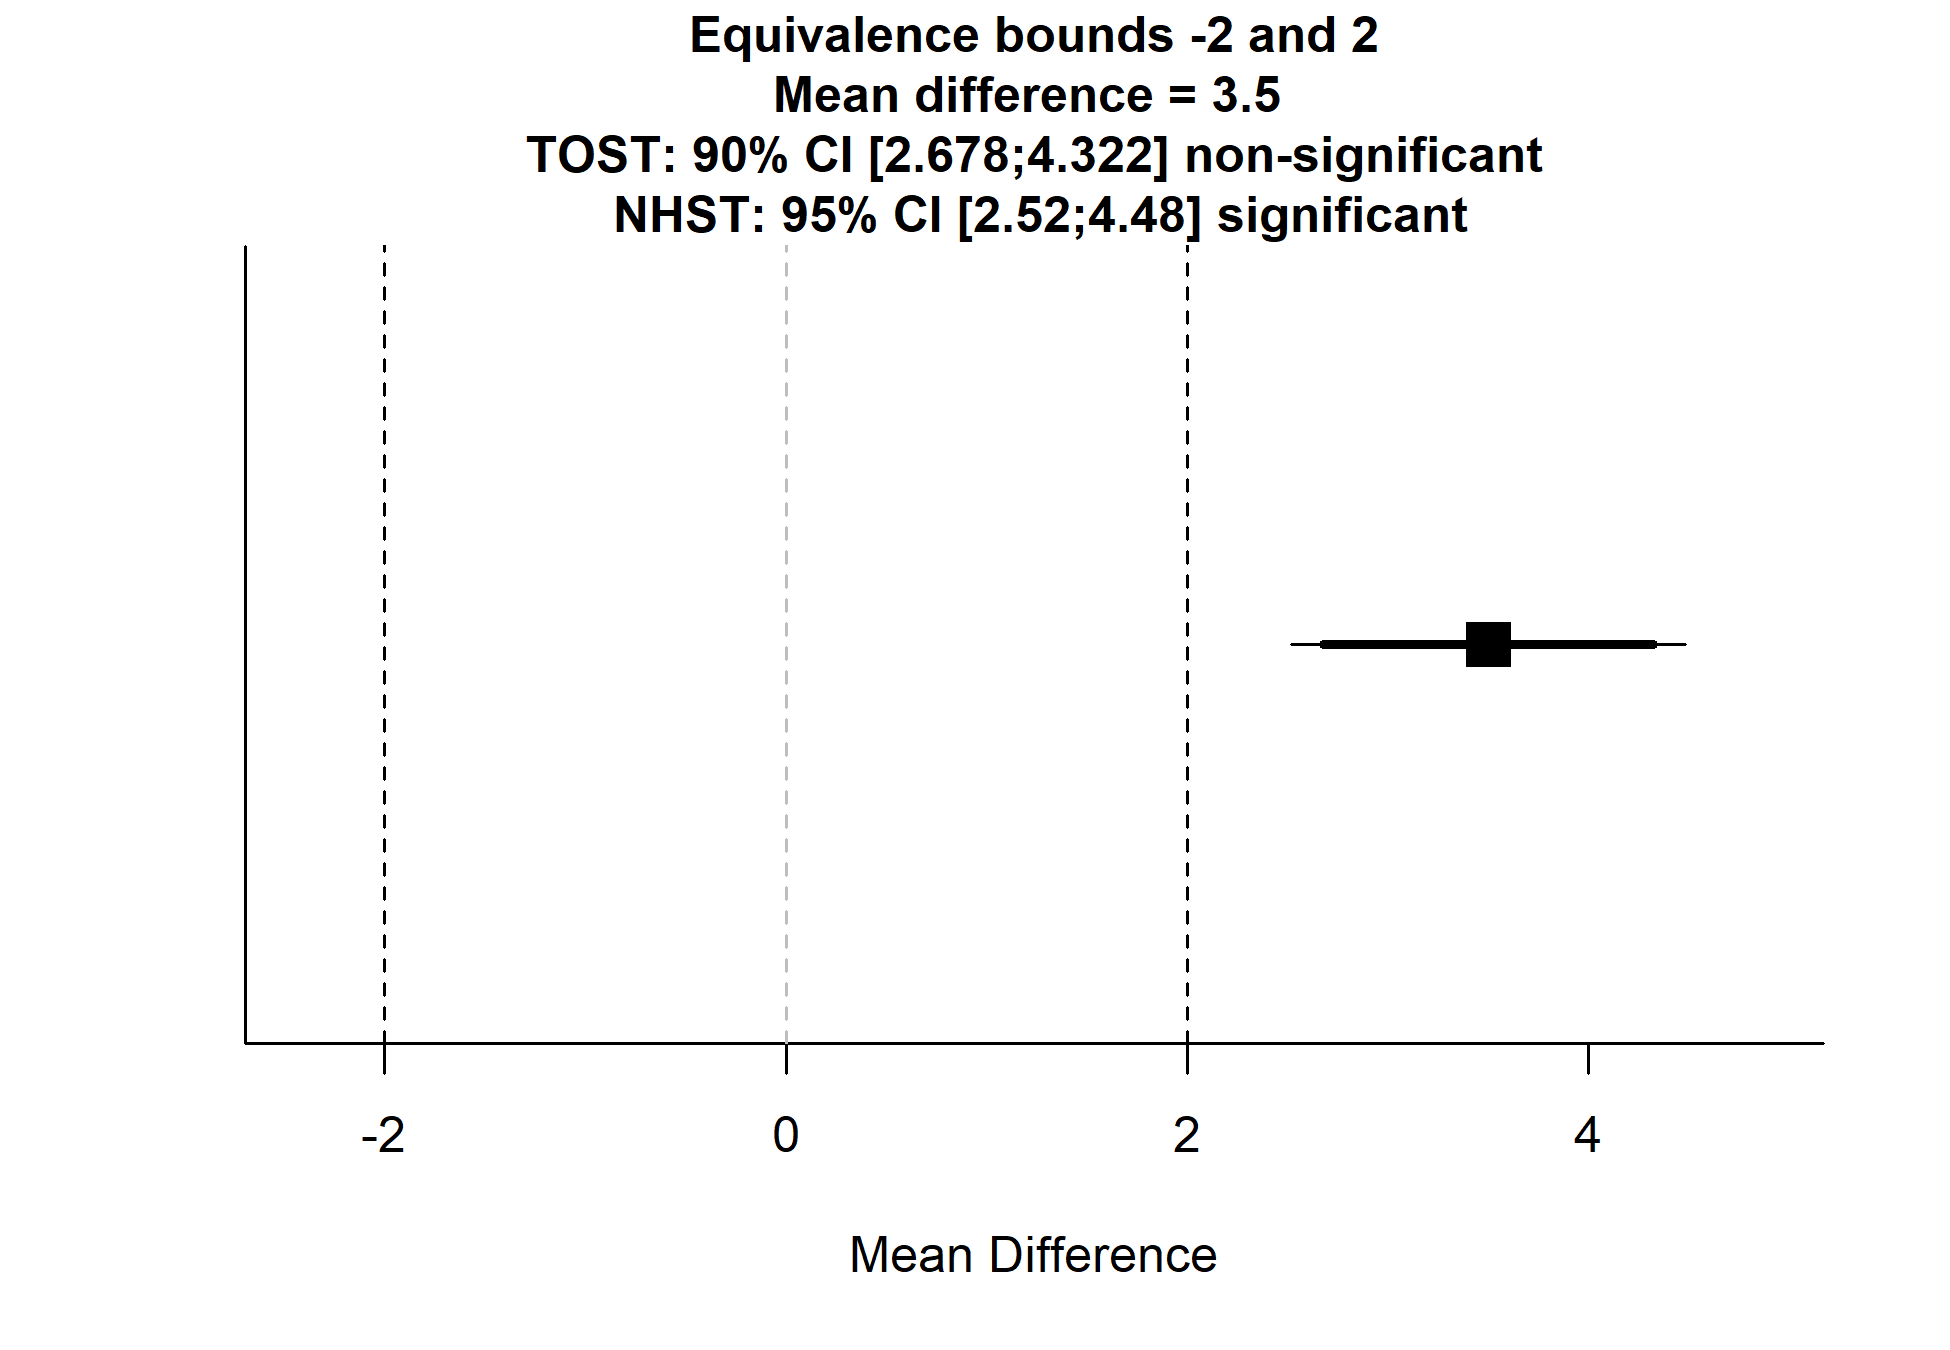 Equivalence bounds -2 and 2
Mean difference = 3.5
TOST: 90% CI [2.678;4.322] non-significant
NHST: 95% CI [2.52;4.48] significant
-2 0 2 4
Mean Difference